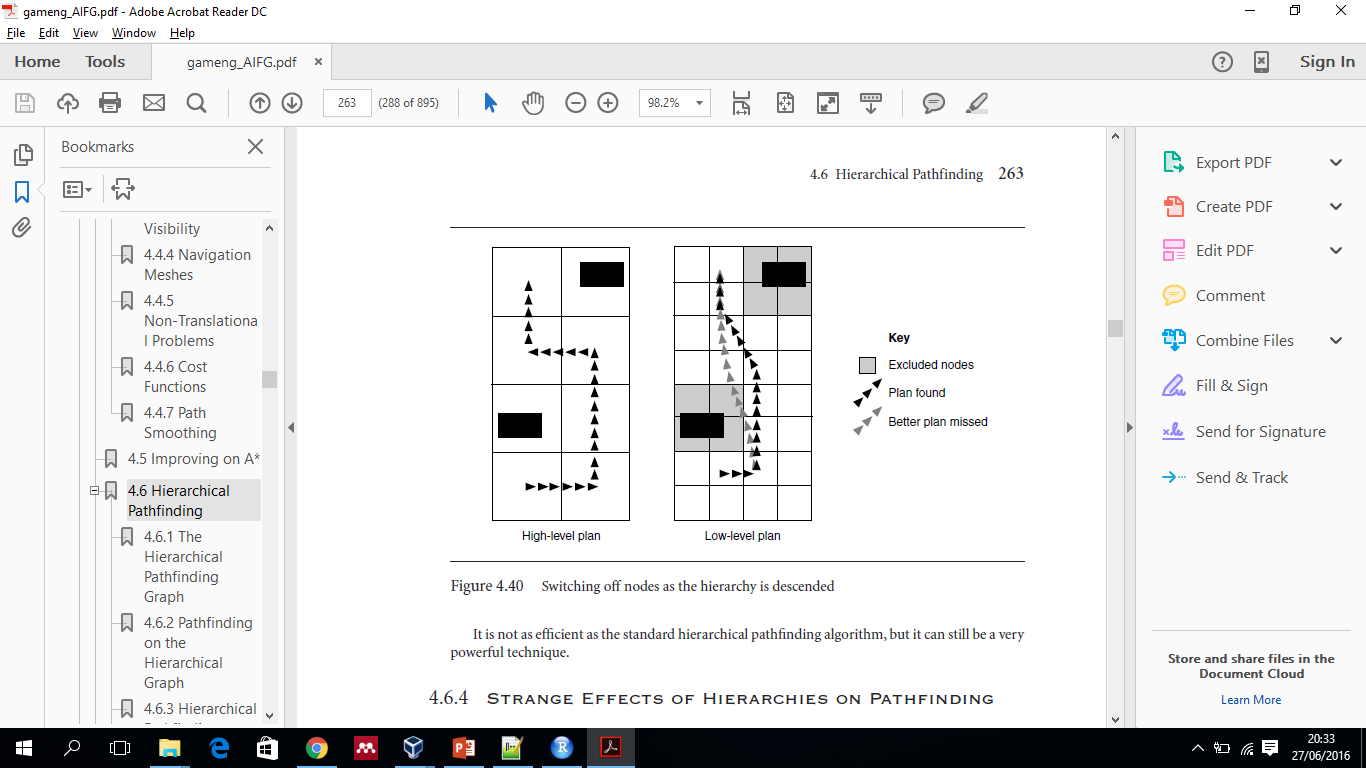 gameng_AIFG.pdf - Adobe Acrobat Reader DC
File Edit View Window Help
Home Tools gameng_AIFG.pdf × Sign In
263 (288 of 895) 98.2%
Bookmarks
Visibility
4.4.4 Navigation
Meshes
4.4.5
Non-Translationa
l Problems
4.4.6 Cost
Functions
4.4.7 Path
Smoothing
4.5 Improving on A*
4.6 Hierarchical
Pathfinding
4.6.1 The
Hierarchical
Pathfinding
Graph
4.6.2 Pathfinding
on the
Hierarchical
Graph
4.6.3 Hierarchical
4.6 Hierarchical Pathfinding 263
Key
Excluded nodes
Plan found
Better plan missed
High-level plan
Low-level plan
Figure 4.40 Switching off nodes as the hierarchy is descended
It is not as efficient as the standard hierarchical pathfinding algorithm, but it can still be a very
powerful technique.
4.6.4 Strange Effects of Hierarchies on Pathfinding
Export PDF
Create PDF
Edit PDF
Comment
Combine Files
Fill & Sign
Send for Signature
Send & Track
Store and share files in the
Document Cloud
Learn More
20:33
27/06/2016